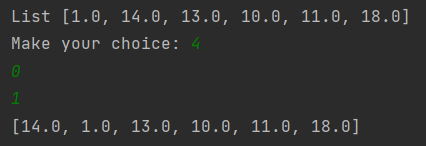 List [1.0, 14.0, 13.0, 10.0, 11.0, 18.0]
Make your choice: 4
0
1
[14.0, 1.0, 13.0, 10.0, 11.0, 18.0]